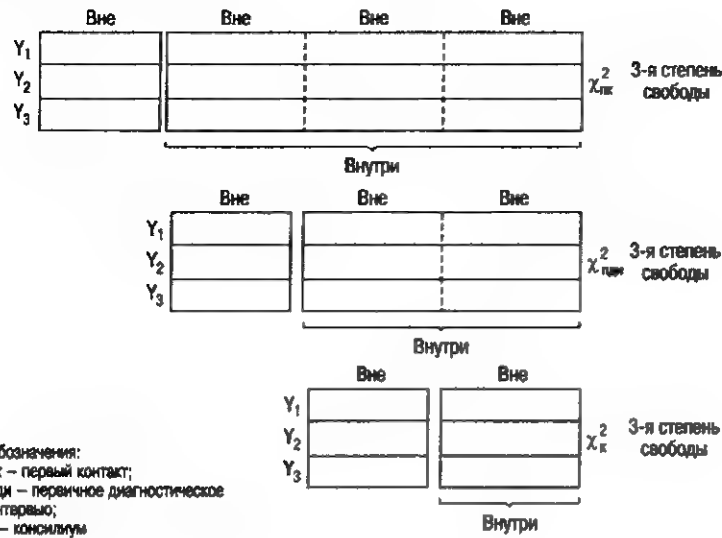 Вне Вне Вне Вне
Y₁
Y₂
Y₃
χ²пк 3-я степень
свободы
Внутри
Вне Вне Вне
Y₁
Y₂
Y₃
χ²пди 3-я степень
свободы
Внутри
Вне Вне
Y₁
Y₂
Y₃
χ²к 3-я степень
свободы
Внутри
бозначения:
к – первый контакт;
ди – первичное диагностическое
нтервью;
– консилиум